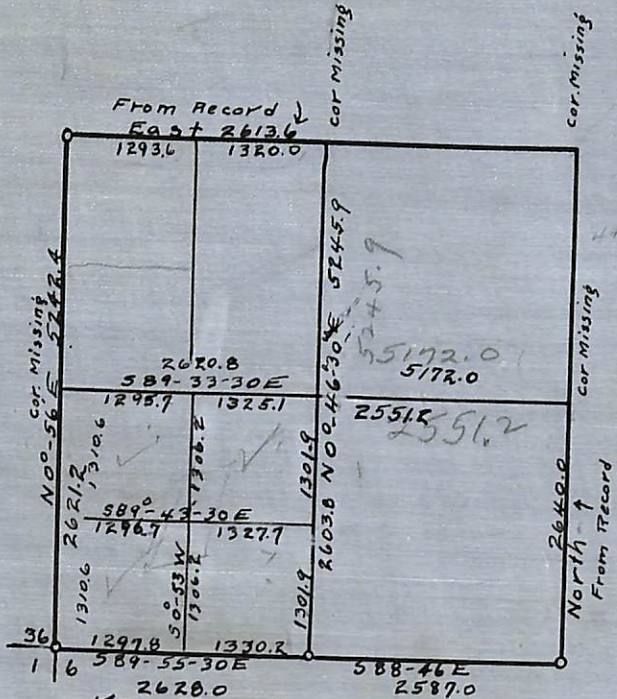 cor Missing
cor. Missing
From Record
East 2613.6
1293.6 1320.0
N0°-46'-30" E 5245.9
5245.9
cor. Missing
N0°-56' E 5242.4
cor Missing
55172.0
5172.0
2620.8
S89-33-30E
1295.7 1325.1
2551.2
2551.2
2621.2
1310.6
1306.2
1301.9
2603.8
2640.0
North
From Record
S89°-43-30E
1296.7 1327.7
1310.6
S0°-53 W
1306.2
1301.9
36
1 6
1297.8 1330.2
S89-55-30E
2628.0
S88-46 E
2587.0